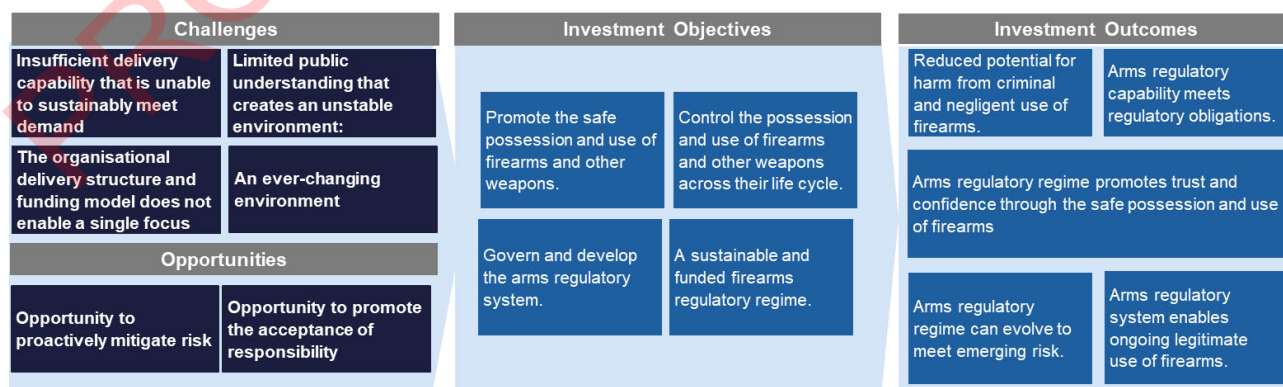 Challenges
Insufficient delivery
capability that is unable
to sustainably meet
demand
Limited public
understanding that
creates an unstable
environment:
The organisational
delivery structure and
funding model does not
enable a single focus
An ever-changing
environment
Opportunities
Opportunity to
proactively mitigate risk
Opportunity to promote
the acceptance of
responsibility
Investment Objectives
Promote the safe
possession and use of
firearms and other
weapons.
Control the possession
and use of firearms
and other weapons
across their life cycle.
Govern and develop
the arms regulatory
system.
A sustainable and
funded firearms
regulatory regime.
Investment Outcomes
Reduced potential for
harm from criminal
and negligent use of
firearms.
Arms regulatory
capability meets
regulatory obligations.
Arms regulatory regime promotes trust and
confidence through the safe possession and use
of firearms
Arms regulatory
regime can evolve to
meet emerging risk.
Arms regulatory
system enables
ongoing legitimate
use of firearms.